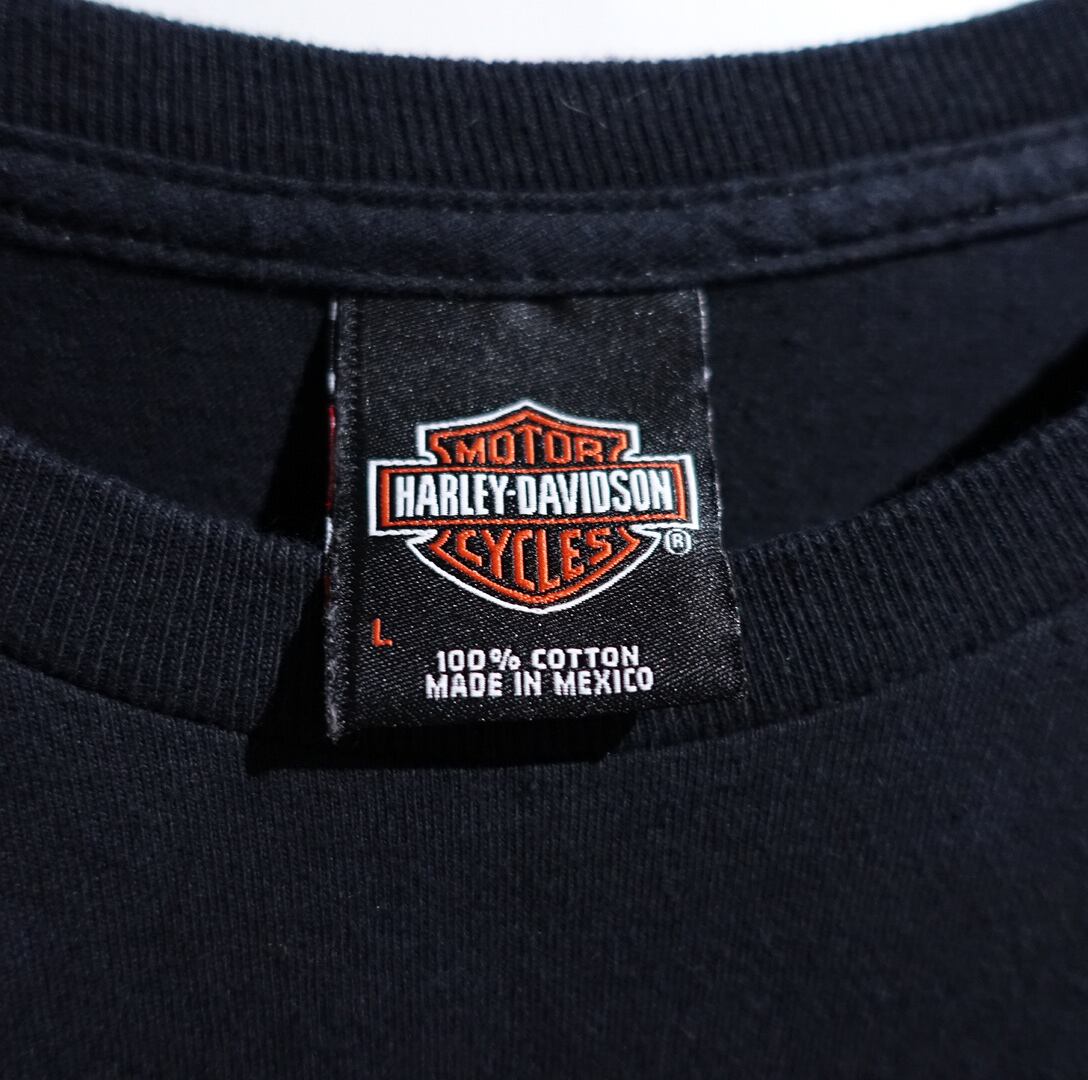 MOTOR
HARLEY-DAVIDSON
CYCLES
®
L
100% COTTON
MADE IN MEXICO